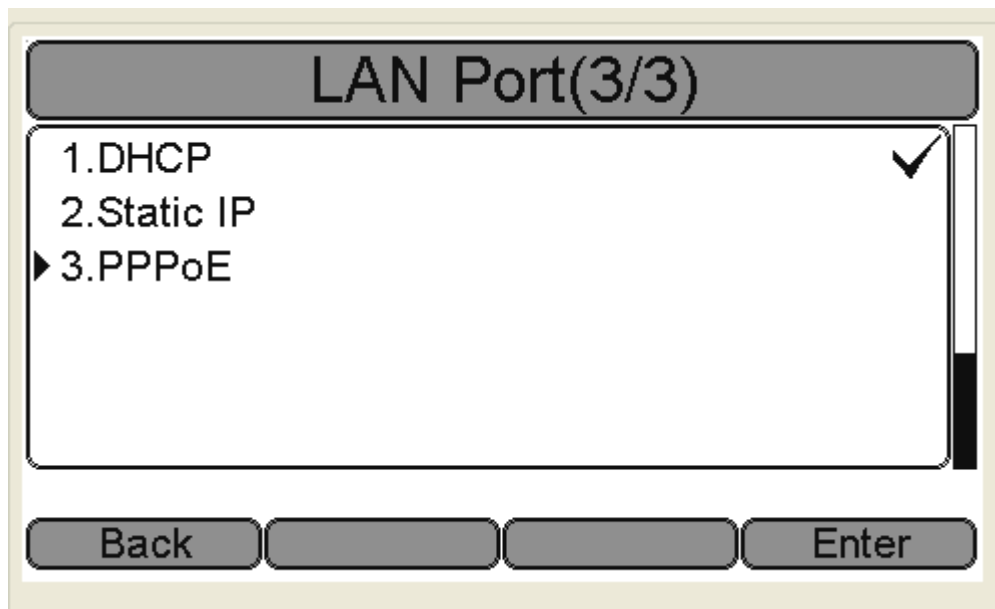 LAN Port(3/3)
1.DHCP
2.Static IP
3.PPPoE
Back Enter